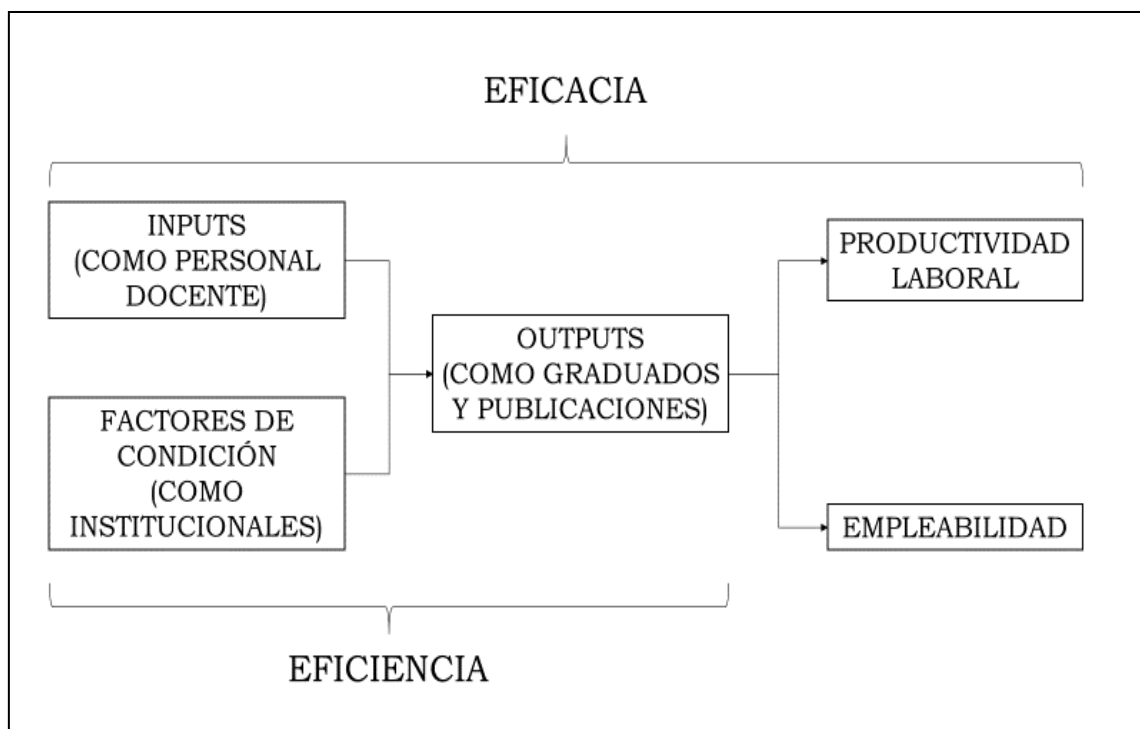 EFICACIA
INPUTS
(COMO PERSONAL
DOCENTE)
FACTORES DE
CONDICIÓN
(COMO
INSTITUCIONALES)
OUTPUTS
(COMO GRADUADOS
Y PUBLICACIONES)
PRODUCTIVIDAD
LABORAL
EMPLEABILIDAD
EFICIENCIA